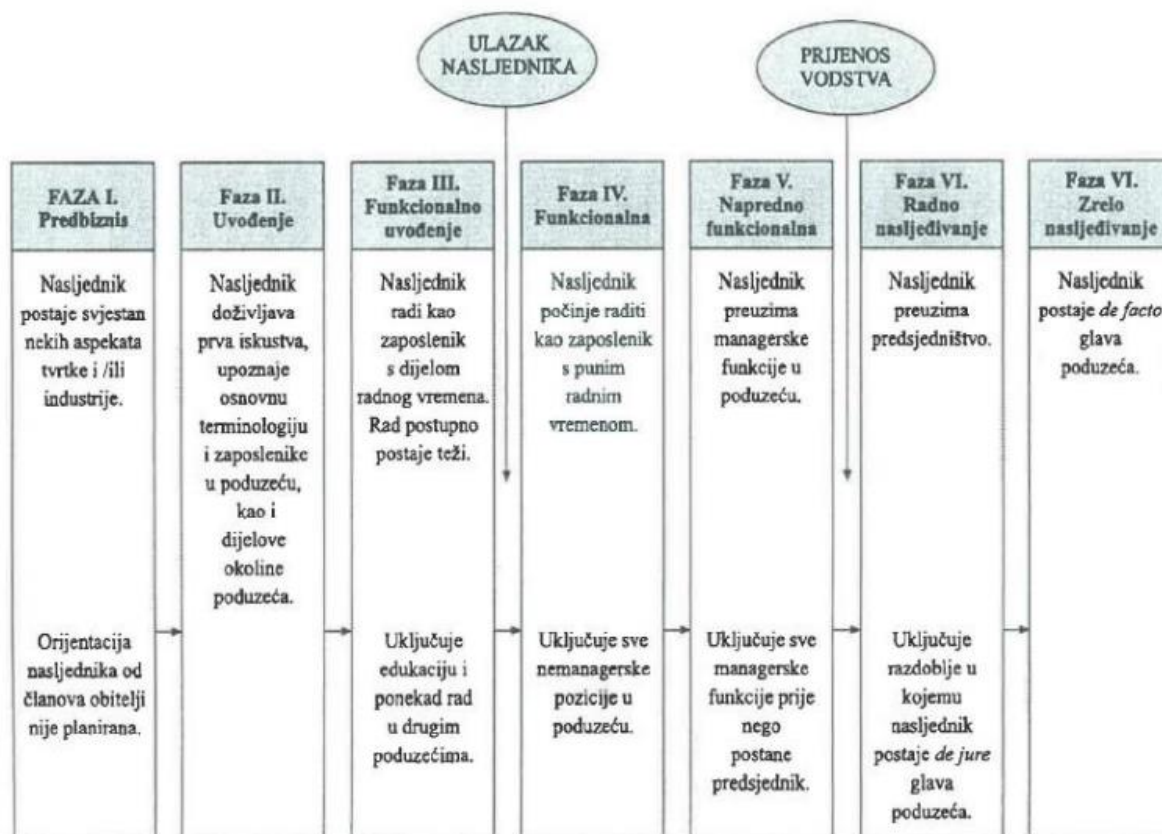 ULAZAK
NASLJEDNIKA
PRIJENOS
VODSTVA
FAZA I.
Predbiznis
Nasljednik
postaje svjestan
nekih aspekata
tvrtke i /ili
industrije.
Orijentacija
nasljednika od
članova obitelji
nije planirana.
Faza II.
Uvođenje
Nasljednik
doživljava
prva iskustva,
upoznaje
osnovnu
terminologiju
i zaposlenike
u poduzeću,
kao i
dijelove
okoline
poduzeća.
Faza III.
Funkcionalno
uvođenje
Nasljednik
radi kao
zaposlenik
s dijelom
radnog vremena.
Rad postupno
postaje teži.
Uključuje
edukaciju i
ponekad rad
u drugim
poduzećima.
Faza IV.
Funkcionalna
Nasljednik
počinje raditi
kao zaposlenik
s punim
radnim
vremenom.
Uključuje sve
nemanagerske
pozicije u
poduzeću.
Faza V.
Napredno
funkcionalna
Nasljednik
preuzima
managerske
funkcije u
poduzeću.
Uključuje sve
managerske
funkcije prije
nego
postane
predsjednik.
Faza VI.
Radno
nasljeđivanje
Nasljednik
preuzima
predsjedništvo.
Uključuje
razdoblje u
kojemu
nasljednik
postaje de jure
glava
poduzeća.
Faza VI.
Zrelo
nasljeđivanje
Nasljednik
postaje de facto
glava
poduzeća.